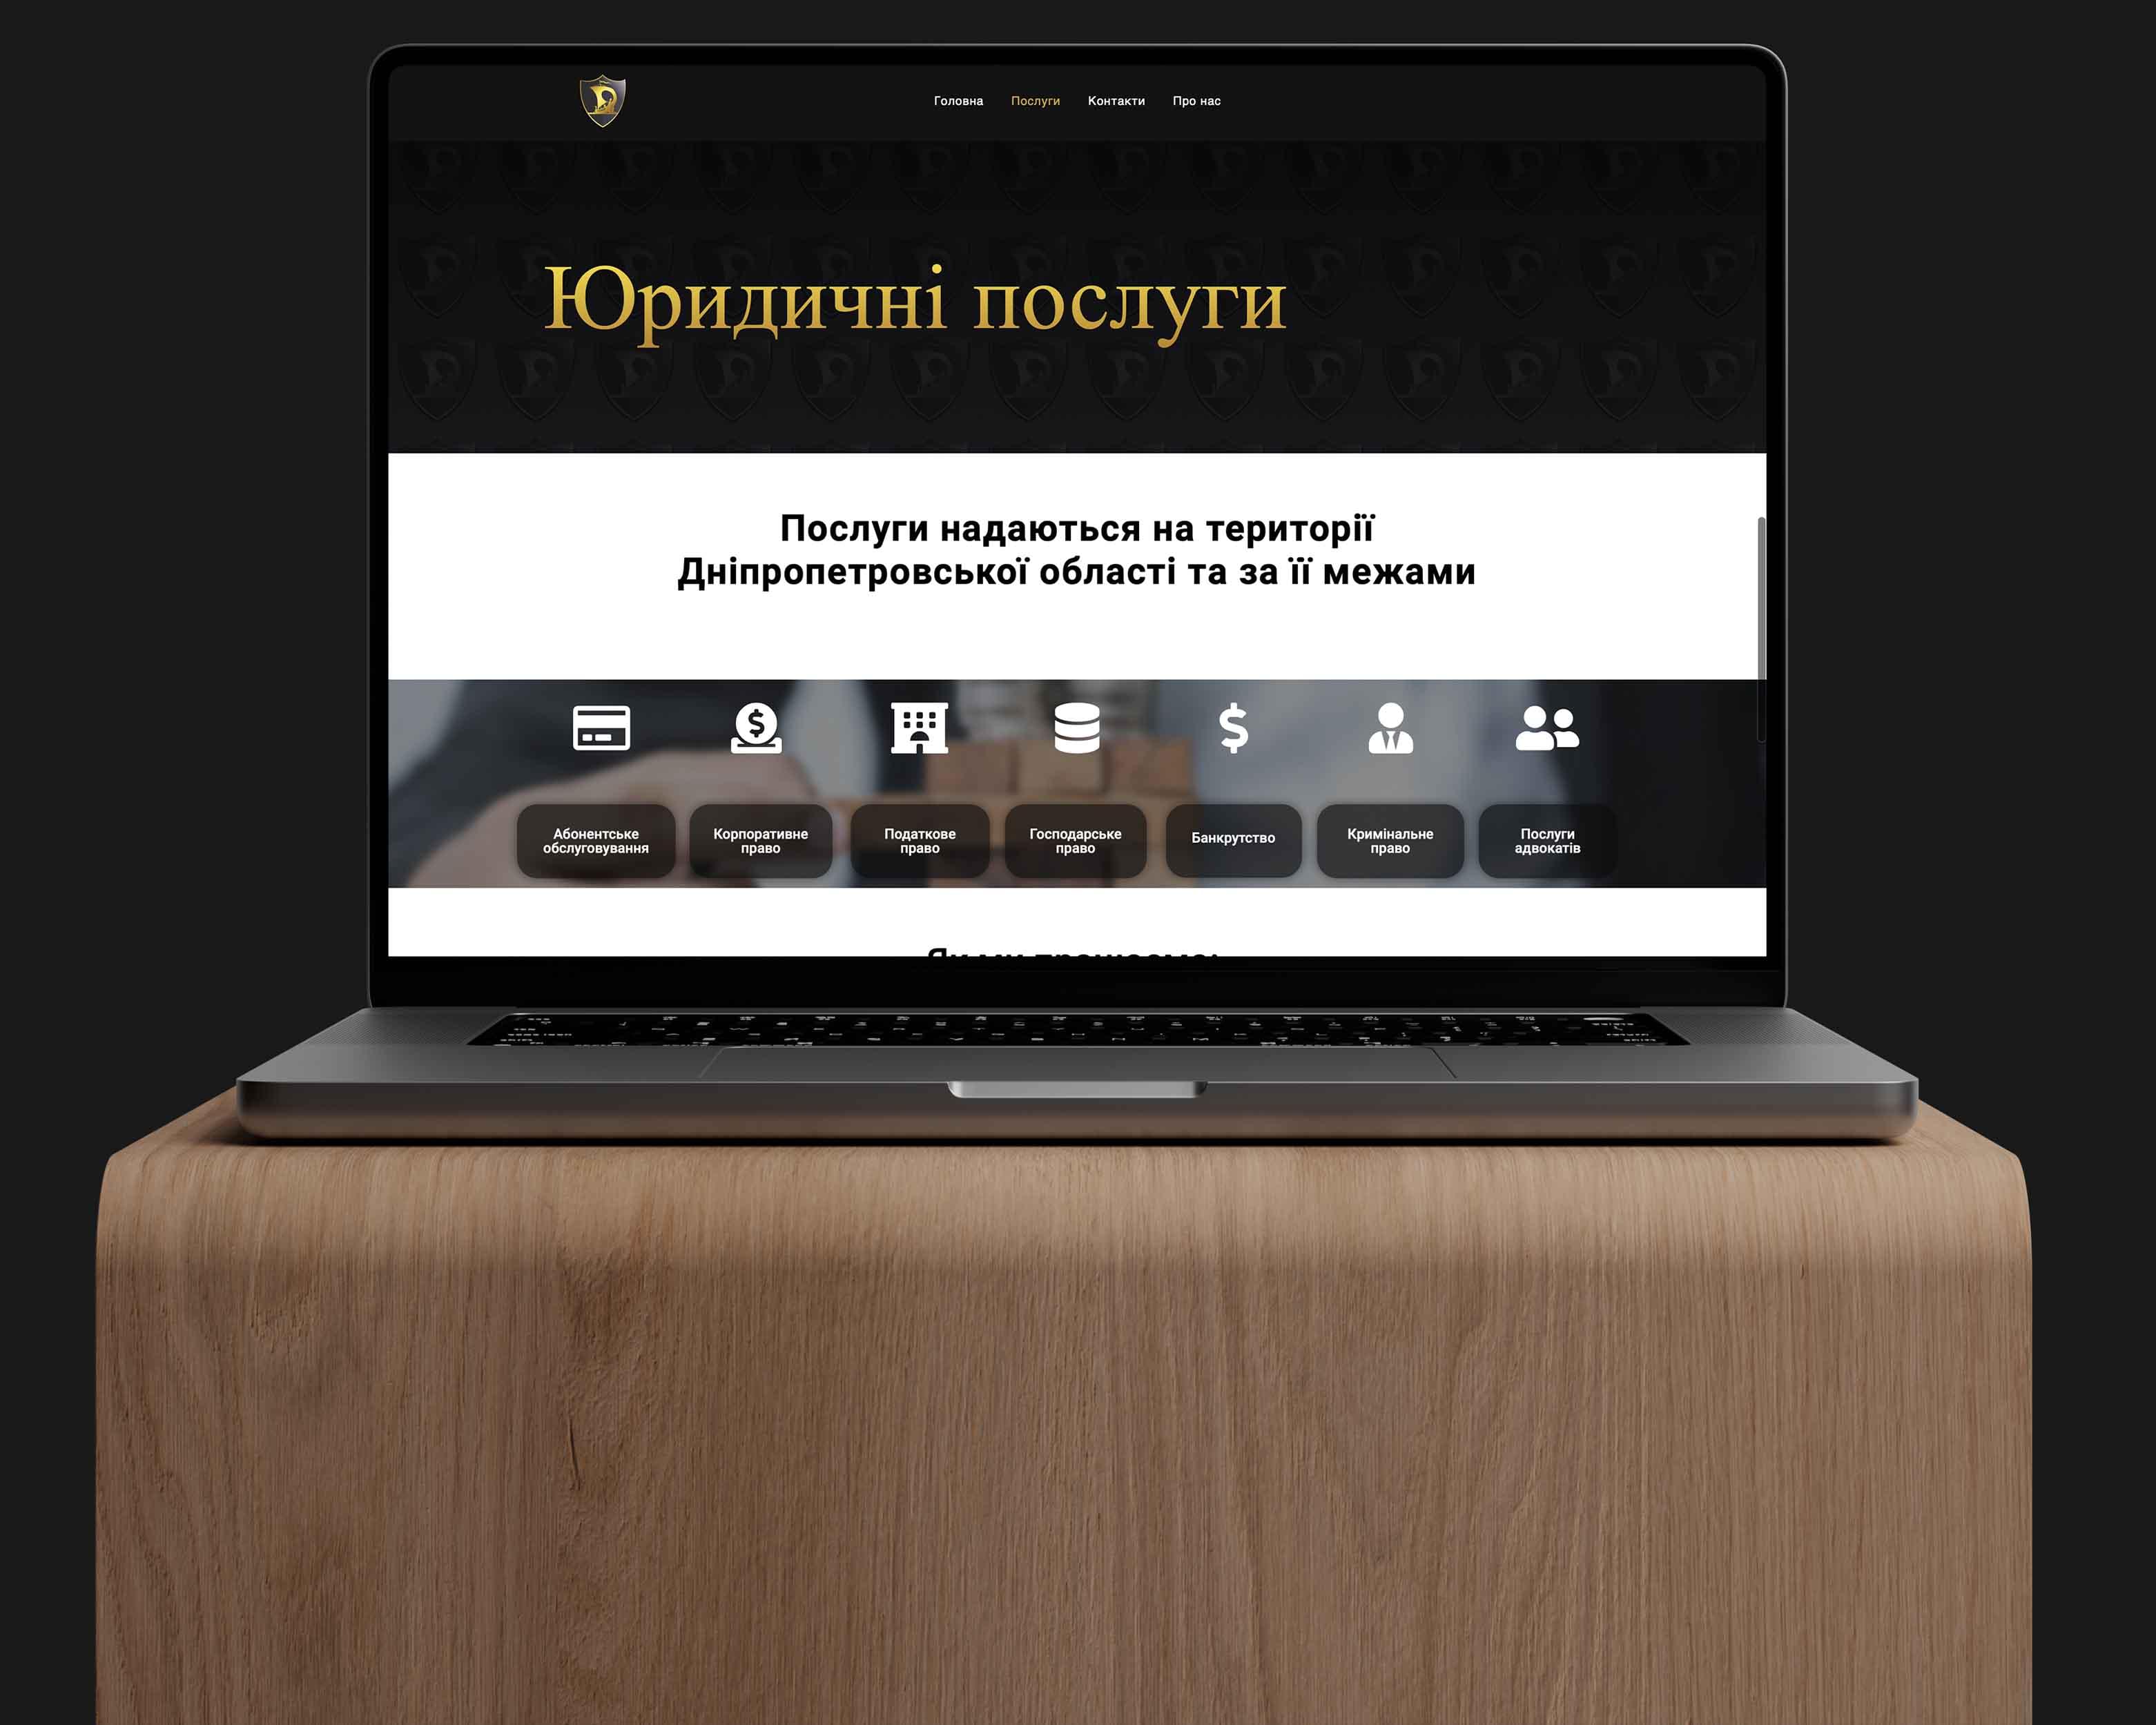 Головна Послуги Контакти Про нас
Юридичні послуги
Послуги надаються на території
Дніпропетровської області та за її межами
Абонентське
обслуговування
Корпоративне
право
Податкове
право
Господарське
право
Банкрутство
Кримінальне
право
Послуги
адвокатів